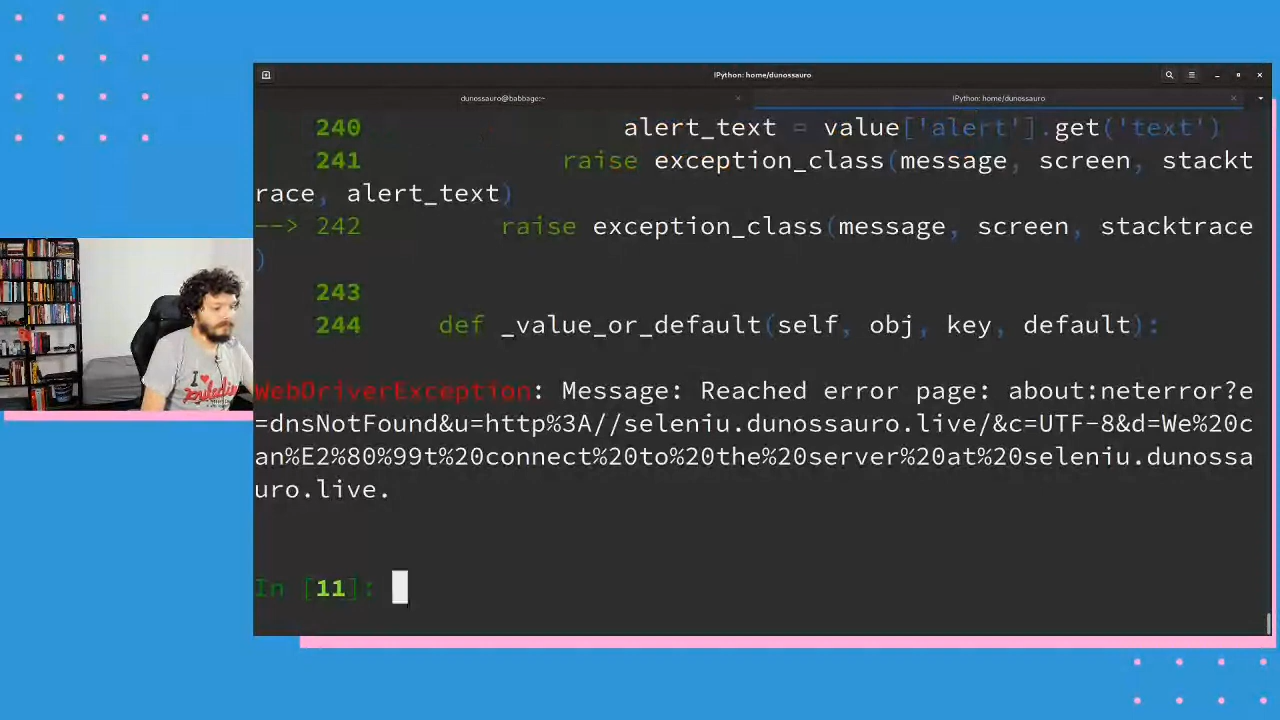 IPython: home/dunossauro
dunossauro@babbage:~
IPython: home/dunossauro
240 alert_text = value['alert'].get('text')
241 raise exception_class(message, screen, stackt
race, alert_text)
--> 242 raise exception_class(message, screen, stacktrace
)
243
244 def _value_or_default(self, obj, key, default):
WebDriverException: Message: Reached error page: about:neterror?e
=dnsNotFound&u=http%3A//seleniu.dunossauro.live/&c=UTF-8&d=We%20c
an%E2%80%99t%20connect%20to%20the%20server%20at%20seleniu.dunossa
uro.live.
In [11]:
I